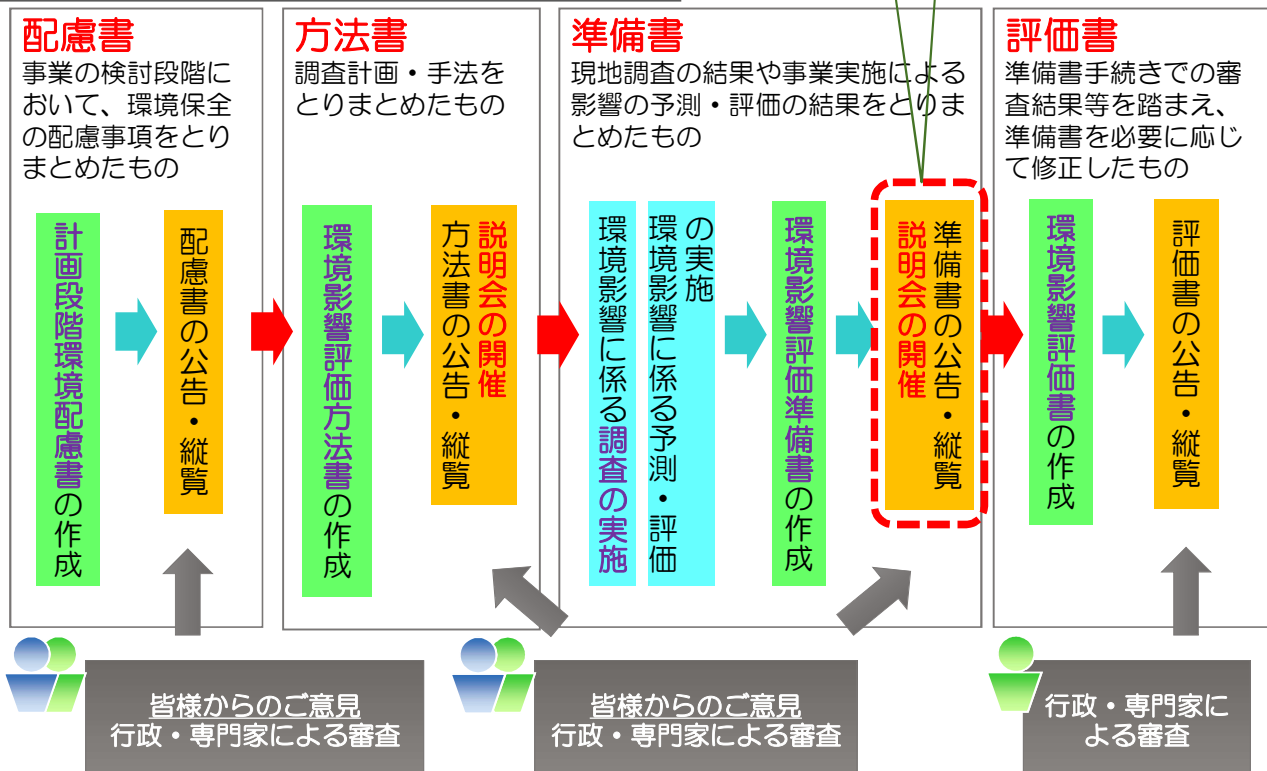 配慮書
事業の検討段階に
おいて、環境保全
の配慮事項をとり
まとめたもの
計画段階環境配慮書の作成
配慮書の公告・縦覧
方法書
調査計画・手法を
とりまとめたもの
環境影響評価方法書の作成
説明会の開催
方法書の公告・縦覧
準備書
現地調査の結果や事業実施による
影響の予測・評価の結果をとりま
とめたもの
環境影響に係る調査の実施
環境影響に係る予測・評価
の実施
環境影響評価準備書の作成
準備書の公告・縦覧
説明会の開催
評価書
準備書手続きでの審
査結果等を踏まえ、
準備書を必要に応じ
て修正したもの
環境影響評価書の作成
評価書の公告・縦覧
皆様からのご意見
行政・専門家による審査
皆様からのご意見
行政・専門家による審査
行政・専門家に
よる審査